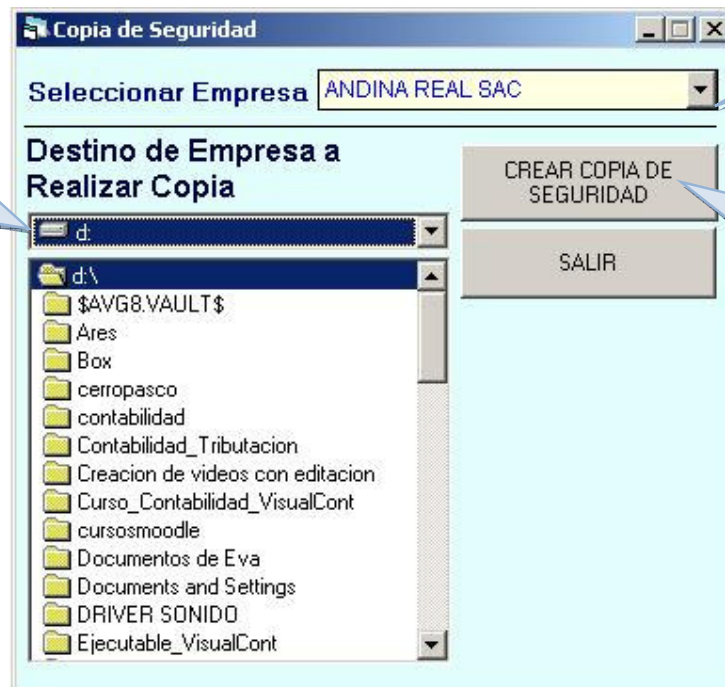 Copia de Seguridad
Seleccionar Empresa ANDINA REAL SAC
Destino de Empresa a
Realizar Copia
d:
d:\
$AVG8.VAULT$
Ares
Box
cerropasco
contabilidad
Contabilidad_Tributacion
Creacion de videos con editacion
Curso_Contabilidad_VisualCont
cursosmoodle
Documentos de Eva
Documents and Settings
DRIVER SONIDO
Ejecutable_VisualCont
CREAR COPIA DE
SEGURIDAD
SALIR